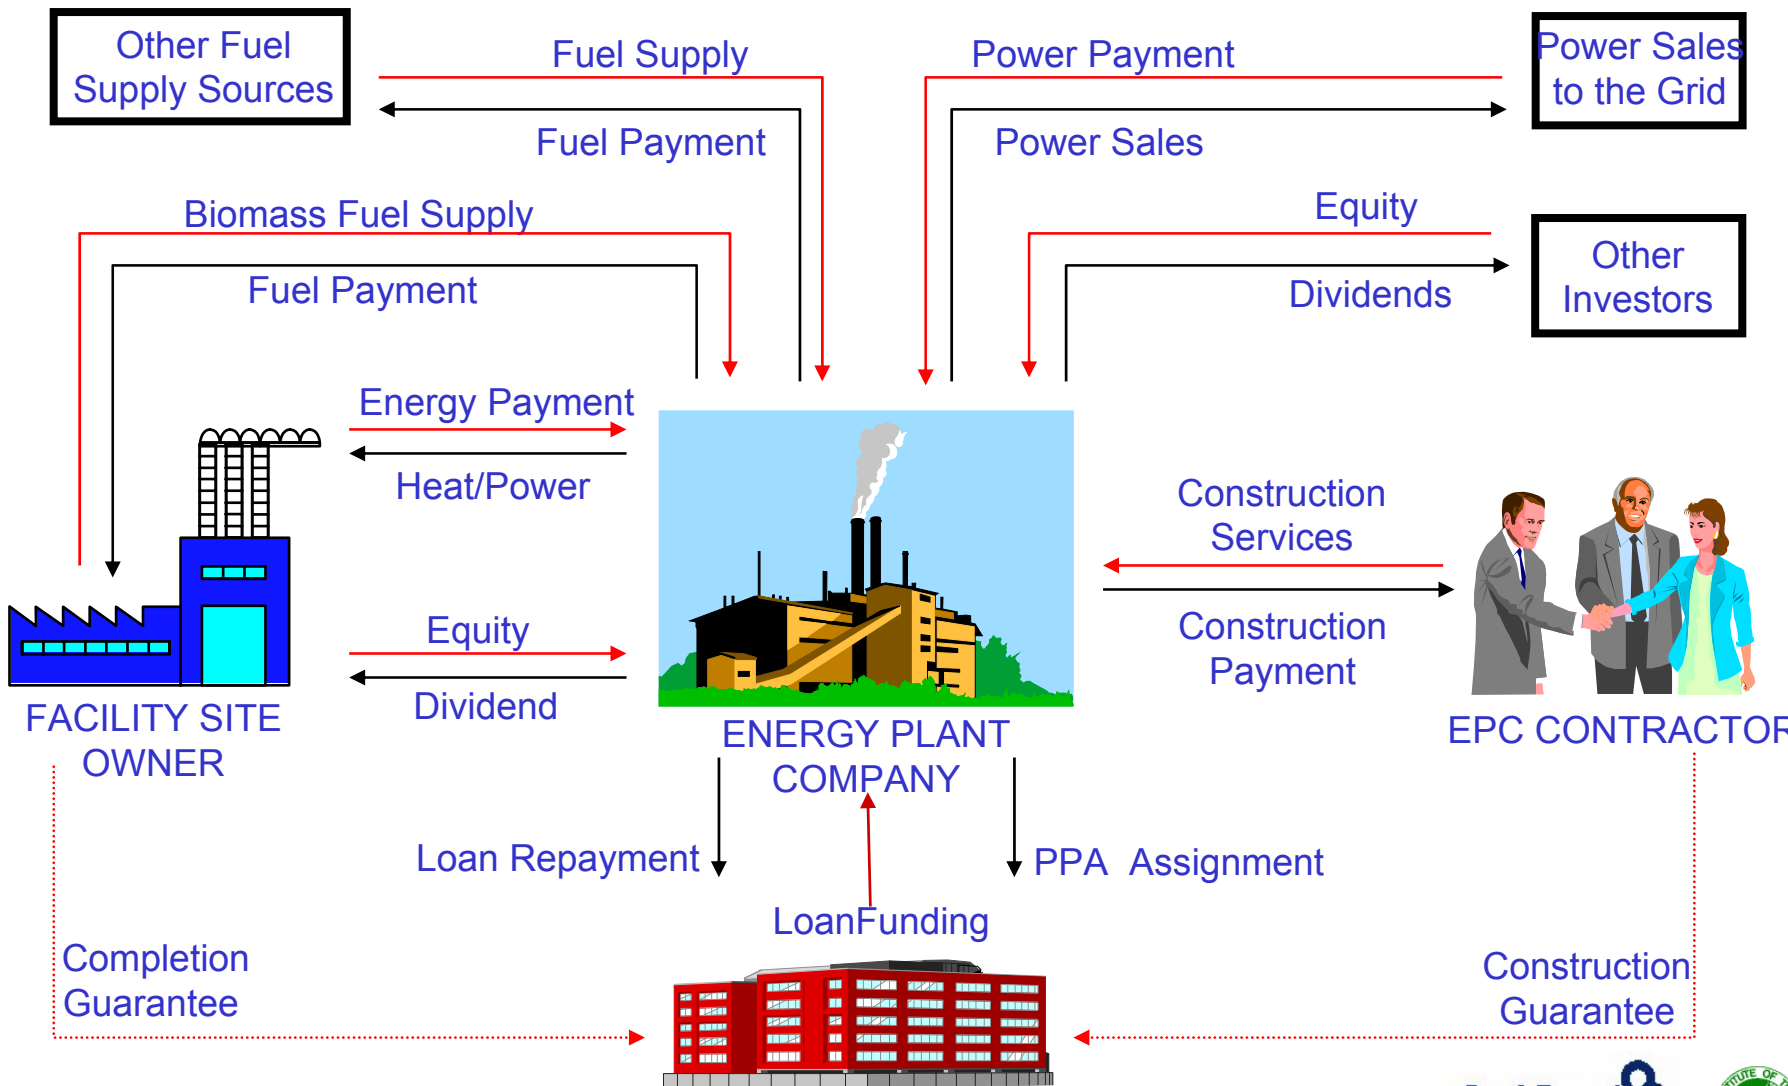 Other Fuel
Supply Sources
Fuel Supply
Fuel Payment
Power Payment
Power Sales
Power Sales
to the Grid
Biomass Fuel Supply
Fuel Payment
Equity
Dividends
Other
Investors
Energy Payment
Heat/Power
Construction
Services
Construction
Payment
Equity
Dividend
FACILITY SITE
OWNER
ENERGY PLANT
COMPANY
EPC CONTRACTOR
Loan Repayment
PPA  Assignment
LoanFunding
Completion
Guarantee
Construction
Guarantee